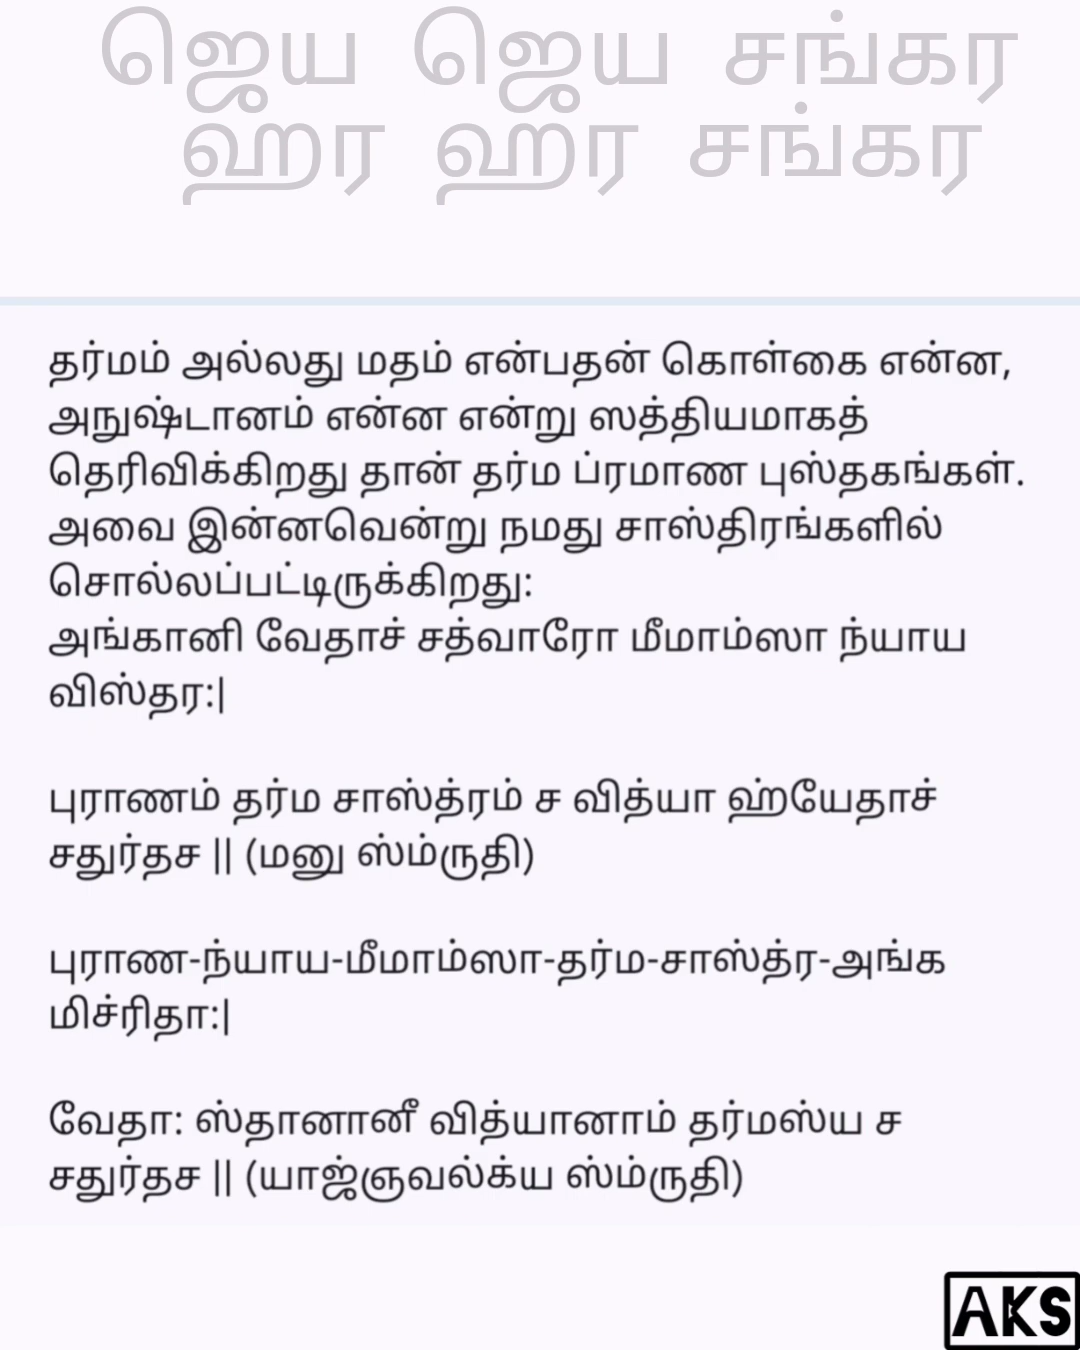 ஜெய ஜெய சங்கர
ஹர ஹர சங்கர
தர்மம் அல்லது மதம் என்பதன் கொள்கை என்ன,
அநுஷ்டானம் என்ன என்று ஸத்தியமாகத்
தெரிவிக்கிறது தான் தர்ம ப்ரமாண புஸ்தகங்கள்.
அவை இன்னவென்று நமது சாஸ்திரங்களில்
சொல்லப்பட்டிருக்கிறது:
அங்கானி வேதாச் சத்வாரோ மீமாம்ஸா ந்யாய
விஸ்தர:|
புராணம் தர்ம சாஸ்த்ரம் ச வித்யா ஹ்யேதாச்
சதுர்தச || (மனு ஸ்ம்ருதி)
புராண-ந்யாய-மீமாம்ஸா-தர்ம-சாஸ்த்ர-அங்க
மிச்ரிதா:|
வேதா: ஸ்தானானீ வித்யானாம் தர்மஸ்ய ச
சதுர்தச || (யாஜ்ஞவல்க்ய ஸ்ம்ருதி)
AKS